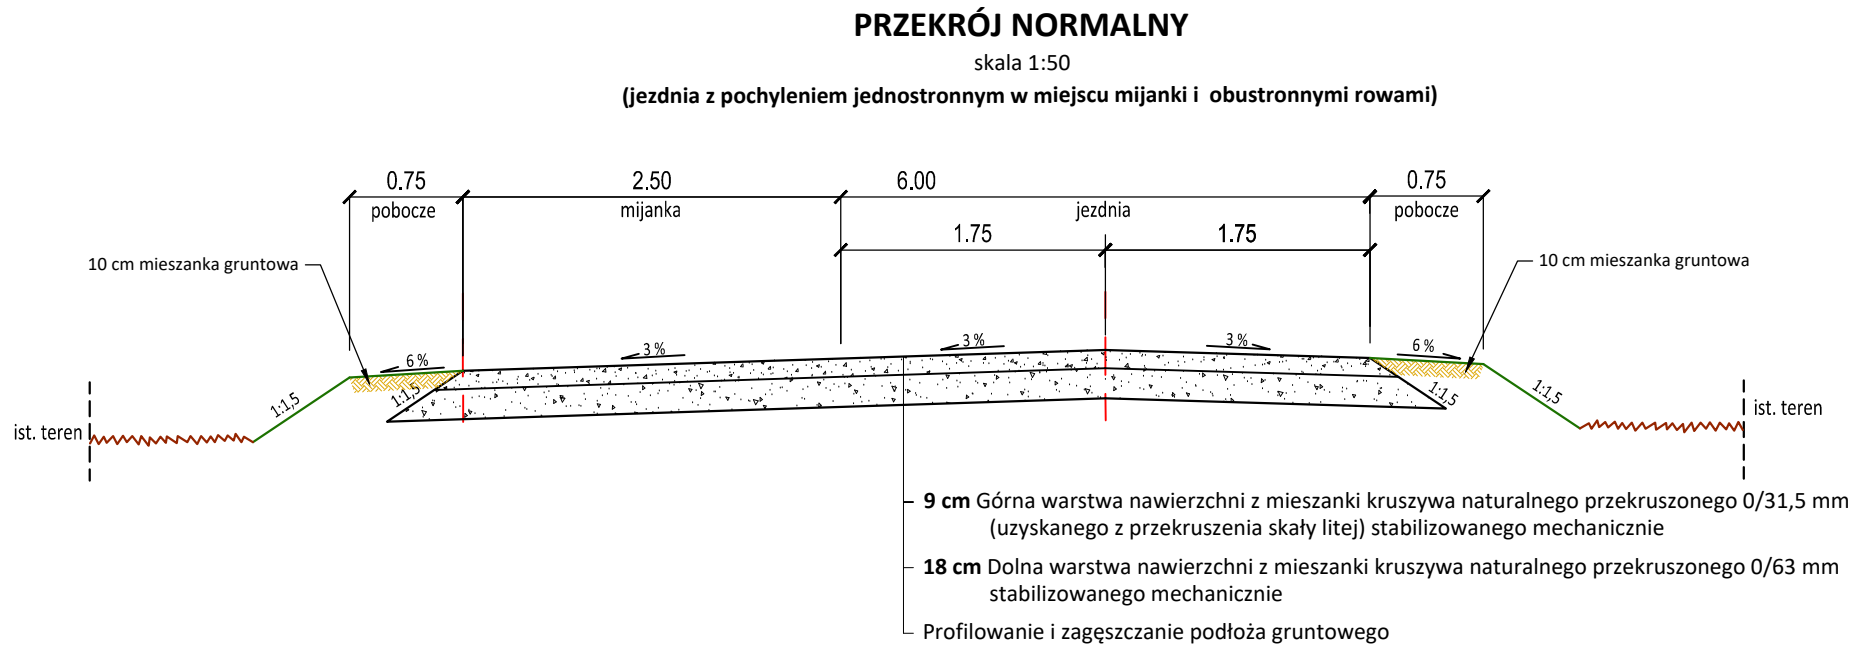 PRZEKRÓJ NORMALNY
skala 1:50
(jezdnia z pochyleniem jednostronnym w miejscu mijanki i obustronnymi rowami)
0.75 2.50 6.00 0.75
pobocze mijanka jezdnia pobocze
1.75 1.75
10 cm mieszanka gruntowa 10 cm mieszanka gruntowa
6 % 3 % 3 % 3 % 6 %
1:1,5 1:1,5 1:1,5 1:1,5
ist. teren ist. teren
9 cm Górna warstwa nawierzchni z mieszanki kruszywa naturalnego przekruszonego 0/31,5 mm
(uzyskanego z przekruszenia skały litej) stabilizowanego mechanicznie
18 cm Dolna warstwa nawierzchni z mieszanki kruszywa naturalnego przekruszonego 0/63 mm
stabilizowanego mechanicznie
Profilowanie i zagęszczanie podłoża gruntowego